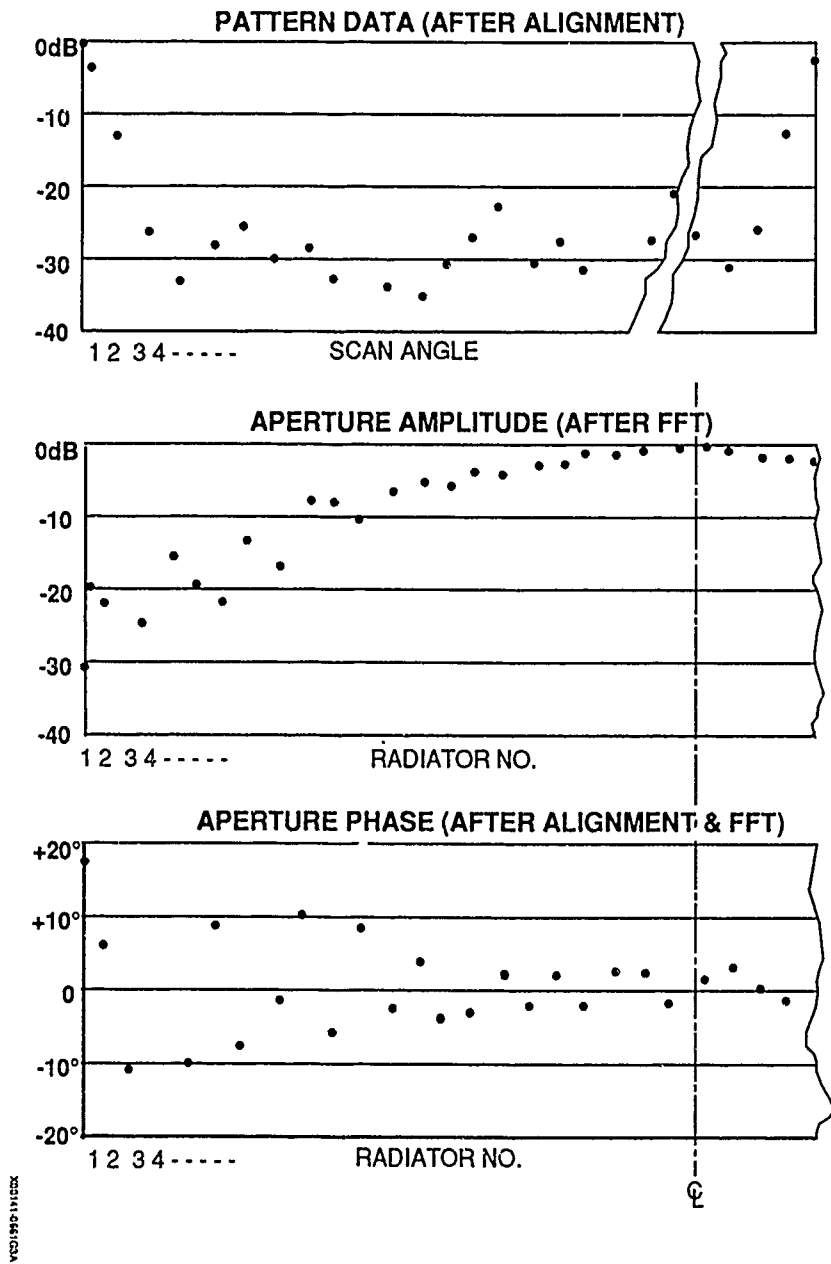 PATTERN DATA (AFTER ALIGNMENT)
0dB
-10
-20
-30
-40
1 2 3 4 - - - - -
SCAN ANGLE
APERTURE AMPLITUDE (AFTER FFT)
0dB
-10
-20
-30
-40
1 2 3 4 - - - - -
RADIATOR NO.
APERTURE PHASE (AFTER ALIGNMENT & FFT)
+20°
+10°
0
-10°
-20°
1 2 3 4 - - - - -
RADIATOR NO.
℄